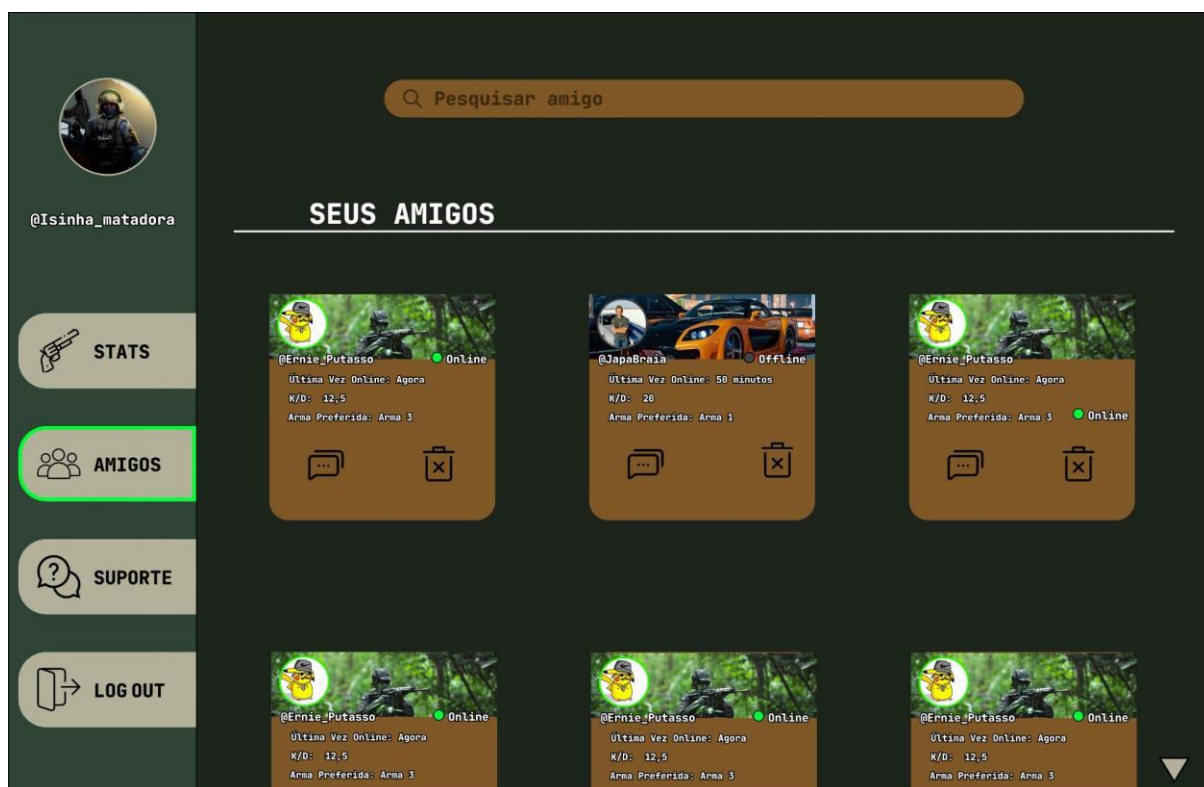 Pesquisar amigo
@Isinha_matadora
SEUS AMIGOS
STATS
AMIGOS
SUPORTE
LOG OUT
@Ernie_Putasso Online
Última Vez Online: Agora
K/D: 12,5
Arma Preferida: Arma 3
@JapaBraia Offline
Última Vez Online: 50 minutos
K/D: 20
Arma Preferida: Arma 1
@Ernie_Putasso
Última Vez Online: Agora
K/D: 12,5
Arma Preferida: Arma 3 Online
@Ernie_Putasso Online
Última Vez Online: Agora
K/D: 12,5
Arma Preferida: Arma 3
@Ernie_Putasso Online
Última Vez Online: Agora
K/D: 12,5
Arma Preferida: Arma 3
@Ernie_Putasso Online
Última Vez Online: Agora
K/D: 12,5
Arma Preferida: Arma 3